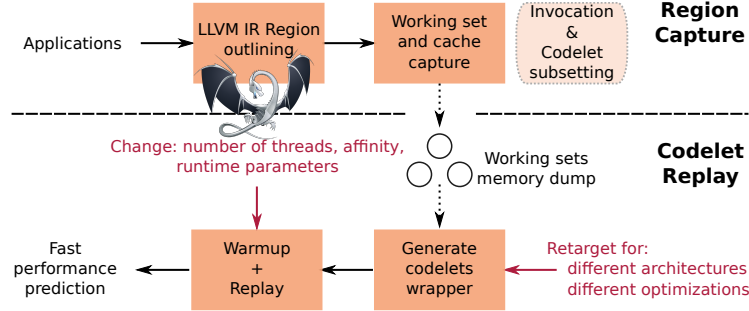 Applications
LLVM IR Region
outlining
Working set
and cache
capture
Invocation
&
Codelet
subsetting
Region
Capture
Change: number of threads, affinity,
runtime parameters
Working sets
memory dump
Codelet
Replay
Fast
performance
prediction
Warmup
+
Replay
Generate
codelets
wrapper
Retarget for:
different architectures
different optimizations